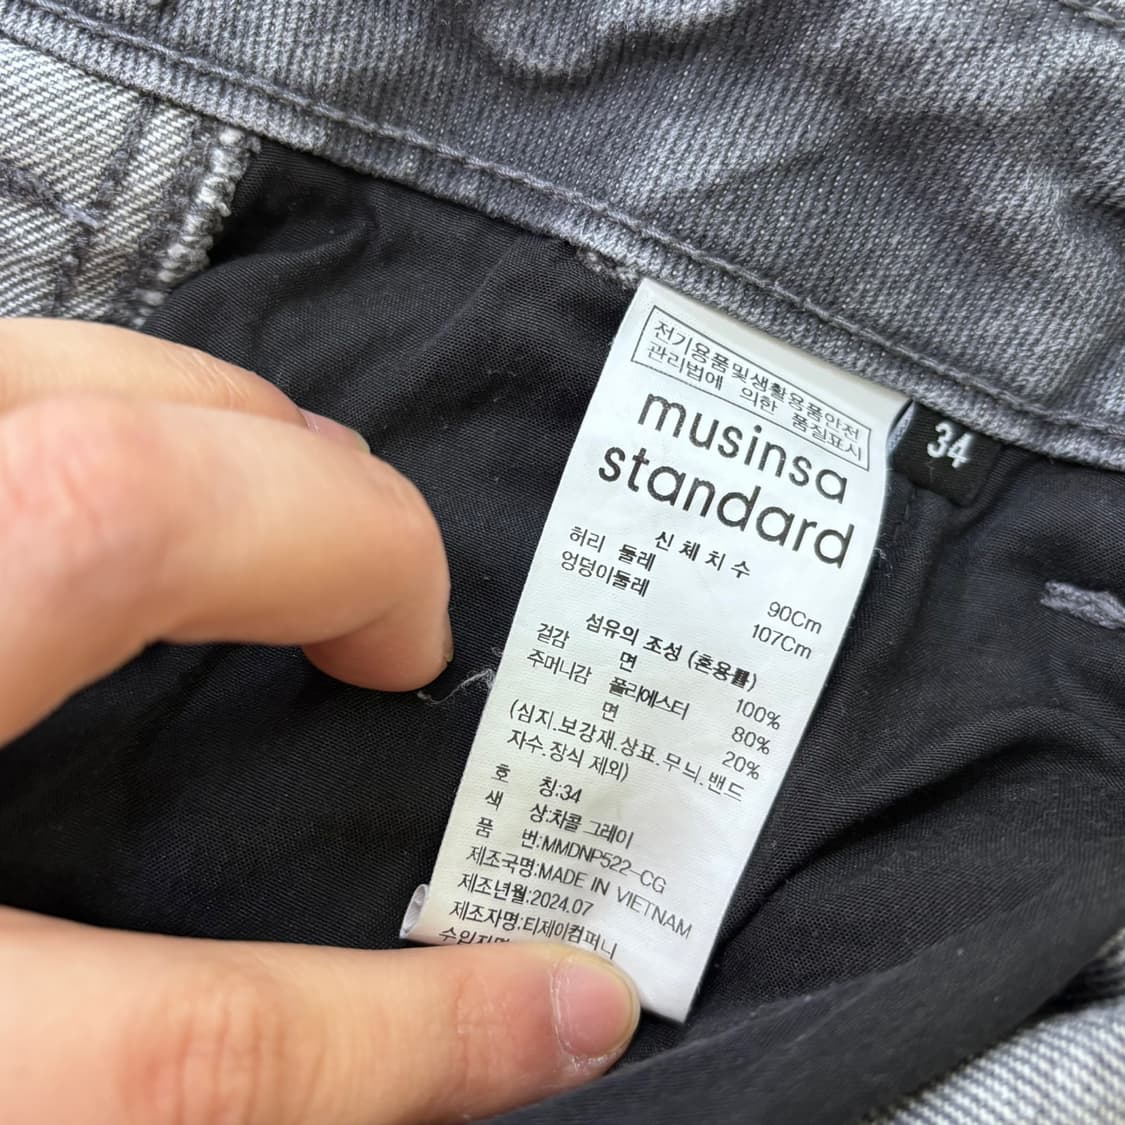 전기용품및생활용품안전
관리법에 의한 품질표시
musinsa
standard
34
신체치수
허리 둘레 90Cm
엉덩이둘레 107Cm
섬유의 조성 (혼용률)
겉감 면 100%
주머니감 폴리에스터 80%
면 20%
(심지.보강재.상표.무늬.밴드
자수.장식 제외)
호 칭:34
색 상:차콜 그레이
품 번:MMDNP522-CG
제조국명:MADE IN VIETNAM
제조년월:2024.07
제조자명:티제이컴퍼니